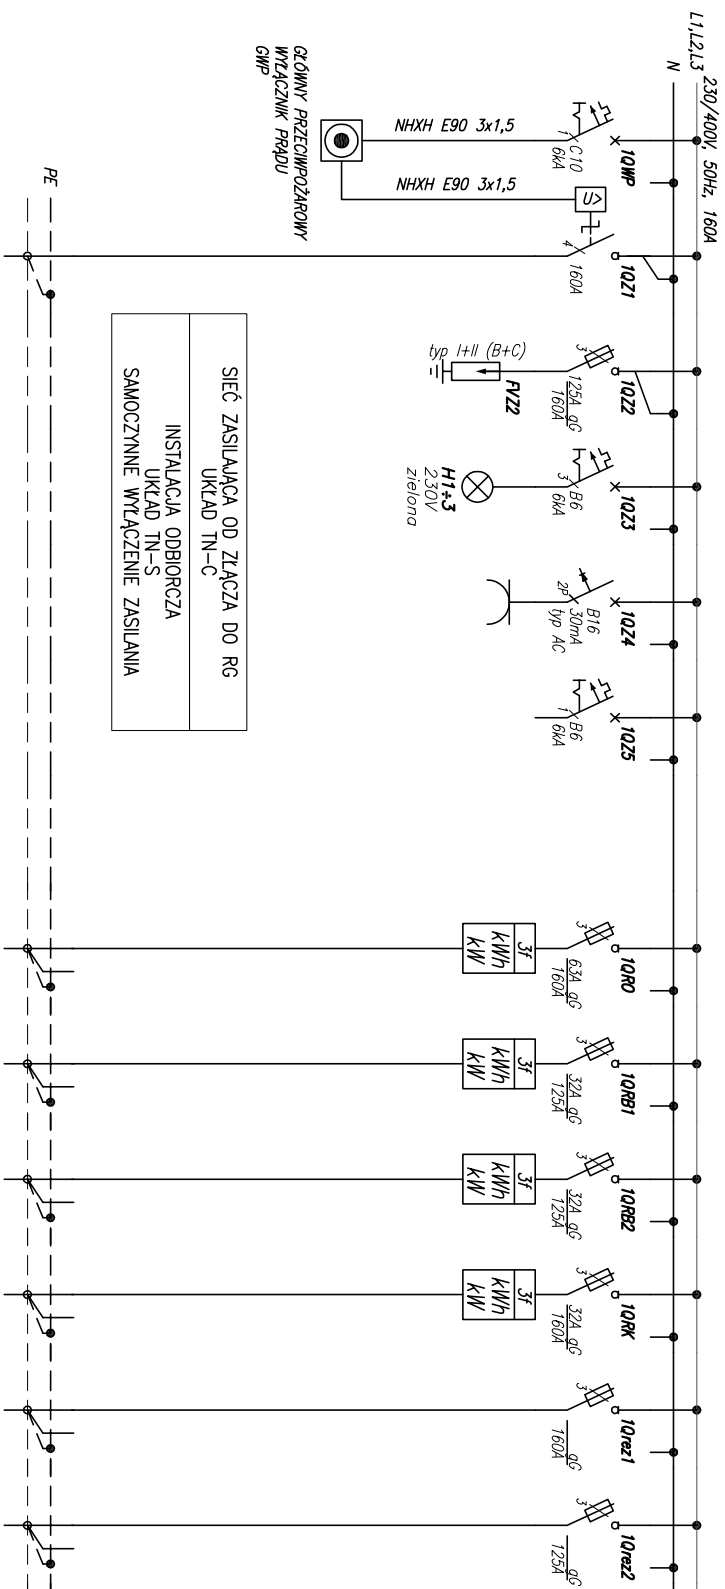 L1,L2,L3 230/400V, 50Hz, 160A
N
1QWP
C10
1
6kA
NHXH E90 3x1,5
NHXH E90 3x1,5
U>
GŁÓWNY PRZECIWPOŻAROWY
WYŁĄCZNIK PRĄDU
GWP
1QZ1
4
160A
1QZ2
3
125A gG
160A
FVZ2
typ I+II (B+C)
1QZ3
B6
3
6kA
H1÷3
230V
zielona
1QZ4
B16
30mA
2P
typ AC
1QZ5
B6
1
6kA
1QRO
3
63A gG
160A
3f
kWh
kW
1QRB1
3
32A gG
125A
3f
kWh
kW
1QRB2
3
32A gG
125A
3f
kWh
kW
1QRK
3
32A gG
160A
3f
kWh
kW
1Qrez1
3
gG
160A
1Qrez2
3
gG
125A
PE
SIEĆ ZASILAJĄCA OD ZŁĄCZA DO RG
UKŁAD TN-C
INSTALACJA ODBIORCZA
UKŁAD TN-S
SAMOCZYNNE WYŁĄCZENIE ZASILANIA